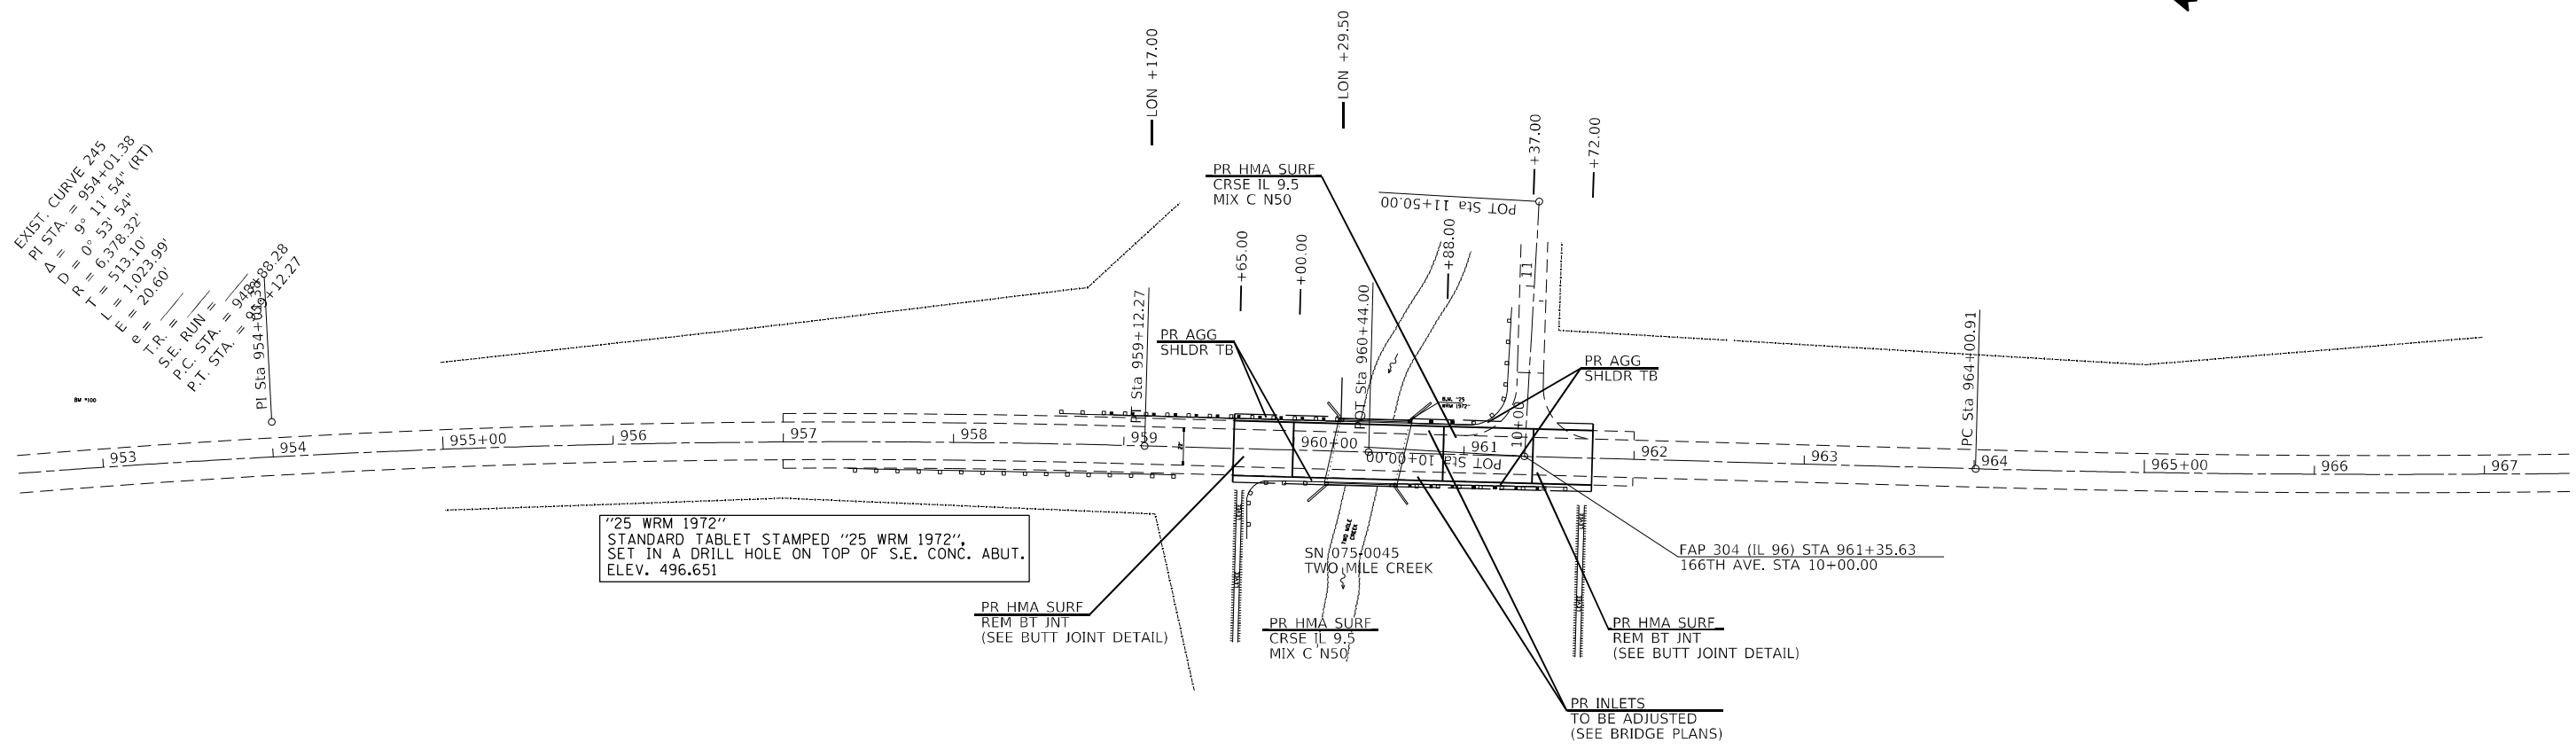 LON +17.00
LON +29.50
+37.00
+72.00
EXIST. CURVE 245
PI STA. = 954+01.38
Δ = 9° 11' 54" (RT)
D = 0° 53' 54"
R = 6,378.32'
T = 513.10'
L = 1,023.99'
E = 20.60'
e =
T.R. =
S.E. RUN =
P.C. STA. = 948+88.28
P.T. STA. = 959+12.27
PI Sta 954+01.38
BM #100
PR HMA SURF
CRSE IL 9.5
MIX C N50
POT Sta 11+50.00
+65.00
+00.00
+88.00
11
PT Sta 959+12.27
POT Sta 960+44.00
PC Sta 964+00.91
PR AGG
SHLDR TB
PR AGG
SHLDR TB
B.M. "25
WRM 1972"
10+00
953
954
955+00
956
957
958
959
960+00
961
962
963
964
965+00
966
967
POT Sta 10+00.00
"25 WRM 1972"
STANDARD TABLET STAMPED "25 WRM 1972",
SET IN A DRILL HOLE ON TOP OF S.E. CONC. ABUT.
ELEV. 496.651
TWO MILE
CREEK
SN 075-0045
TWO MILE CREEK
FAP 304 (IL 96) STA 961+35.63
166TH AVE. STA 10+00.00
PR HMA SURF
REM BT JNT
(SEE BUTT JOINT DETAIL)
PR HMA SURF
CRSE IL 9.5
MIX C N50
PR HMA SURF
REM BT JNT
(SEE BUTT JOINT DETAIL)
PR INLETS
TO BE ADJUSTED
(SEE BRIDGE PLANS)